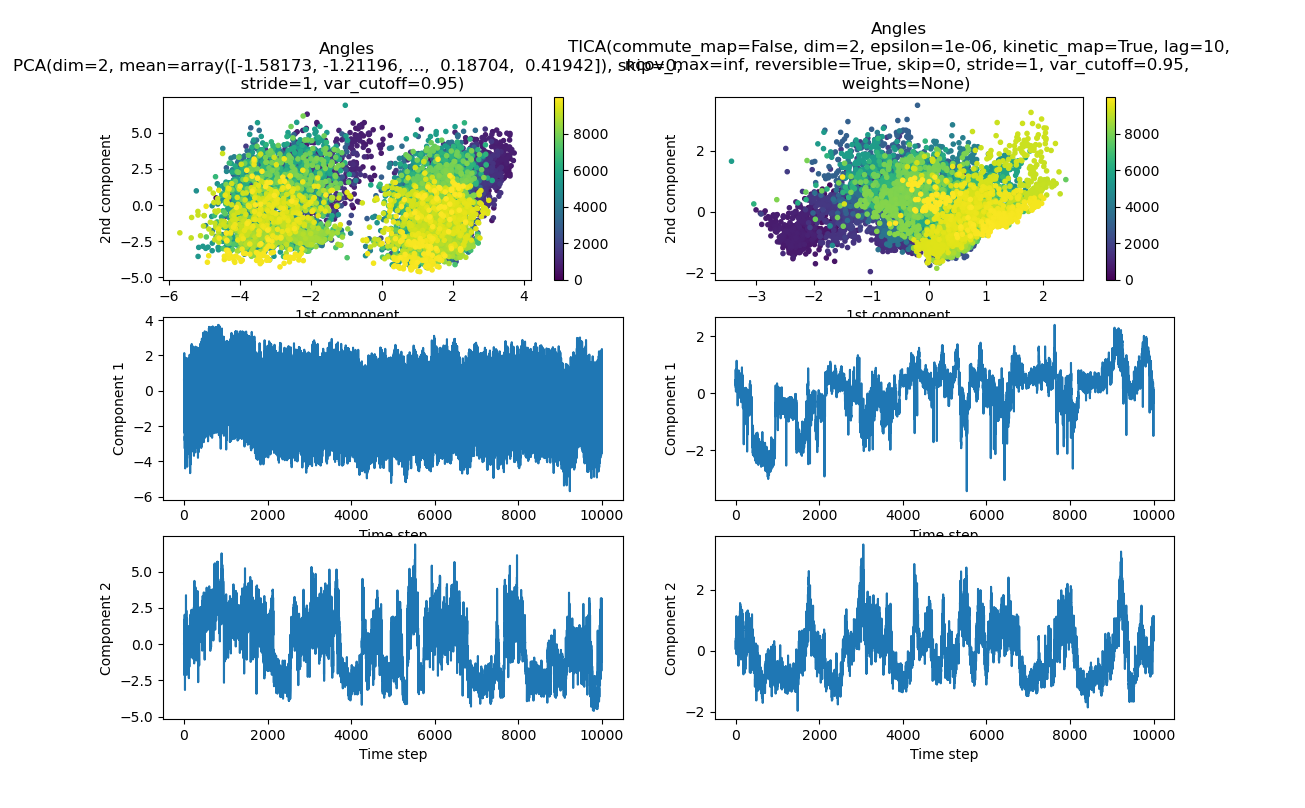 Angles
PCA(dim=2, mean=array([-1.58173, -1.21196, ..., 0.18704, 0.41942]), skip=0,
stride=1, var_cutoff=0.95)
5.0
2.5
0.0
−2.5
−5.0
2nd component
−6 −4 −2 0 2 4
1st component
8000
6000
4000
2000
0
Angles
TICA(commute_map=False, dim=2, epsilon=1e-06, kinetic_map=True, lag=10,
ncov_max=inf, reversible=True, skip=0, stride=1, var_cutoff=0.95,
weights=None)
2
0
−2
2nd component
−3 −2 −1 0 1 2
1st component
8000
6000
4000
2000
0
4
2
0
−2
−4
−6
Component 1
0 2000 4000 6000 8000 10000
Time step
2
0
−2
Component 1
0 2000 4000 6000 8000 10000
Time step
5.0
2.5
0.0
−2.5
−5.0
Component 2
0 2000 4000 6000 8000 10000
Time step
2
0
−2
Component 2
0 2000 4000 6000 8000 10000
Time step